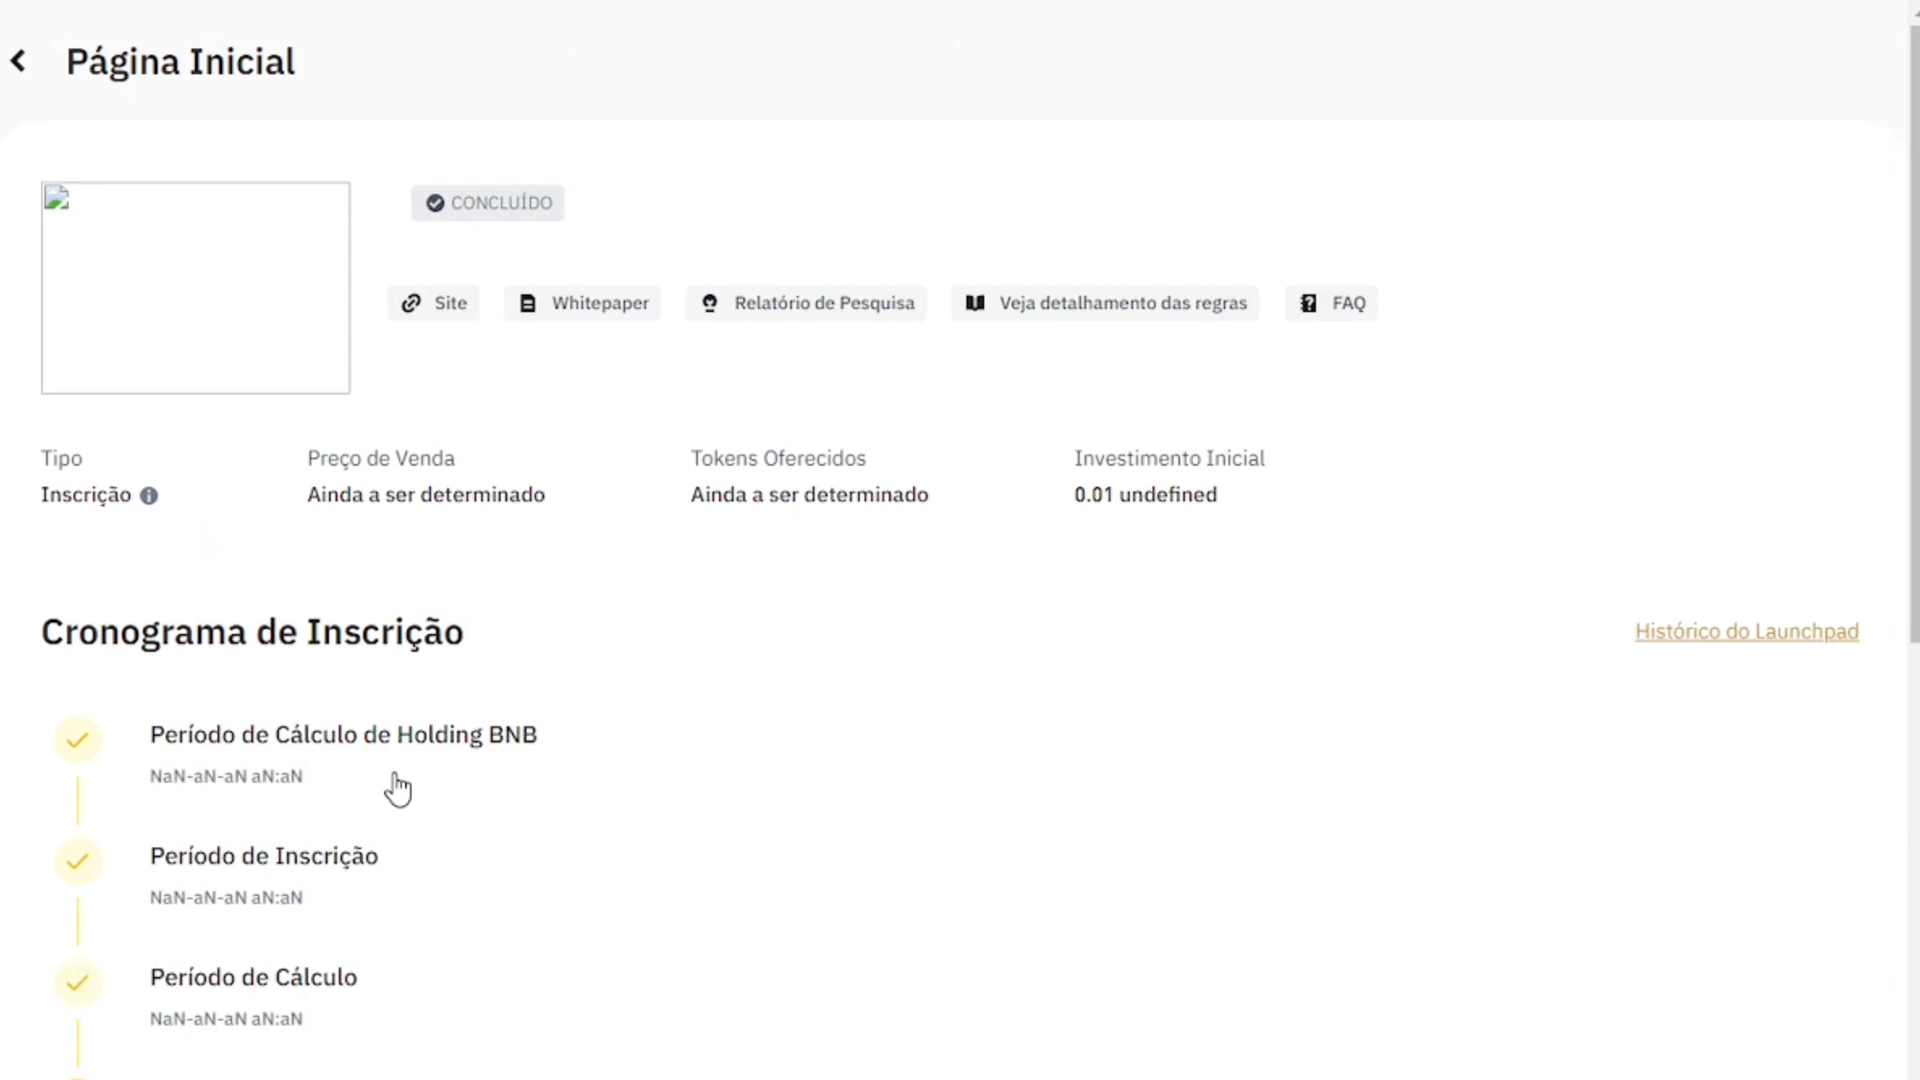 Página Inicial
CONCLUÍDO
Site Whitepaper Relatório de Pesquisa Veja detalhamento das regras FAQ
Tipo Preço de Venda Tokens Oferecidos Investimento Inicial
Inscrição Ainda a ser determinado Ainda a ser determinado 0.01 undefined
Cronograma de Inscrição Histórico do Launchpad
Período de Cálculo de Holding BNB
NaN-aN-aN aN:aN
Período de Inscrição
NaN-aN-aN aN:aN
Período de Cálculo
NaN-aN-aN aN:aN